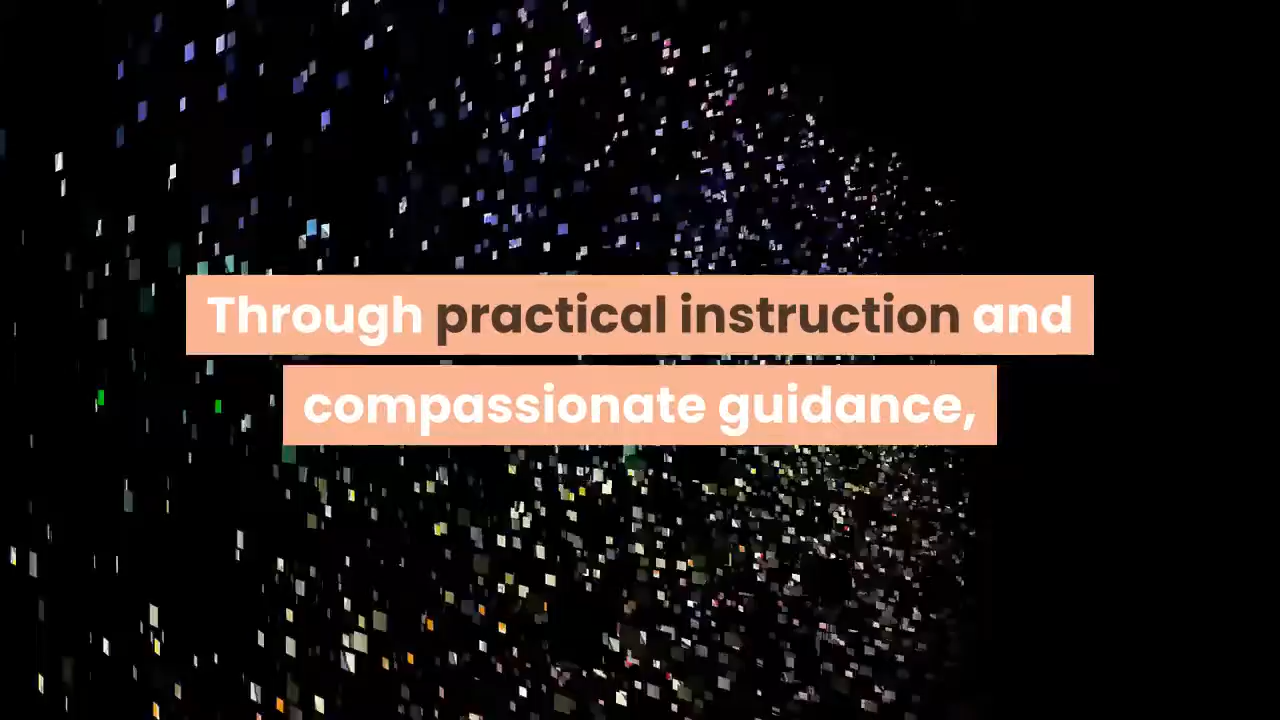 Through practical instruction and
compassionate guidance,